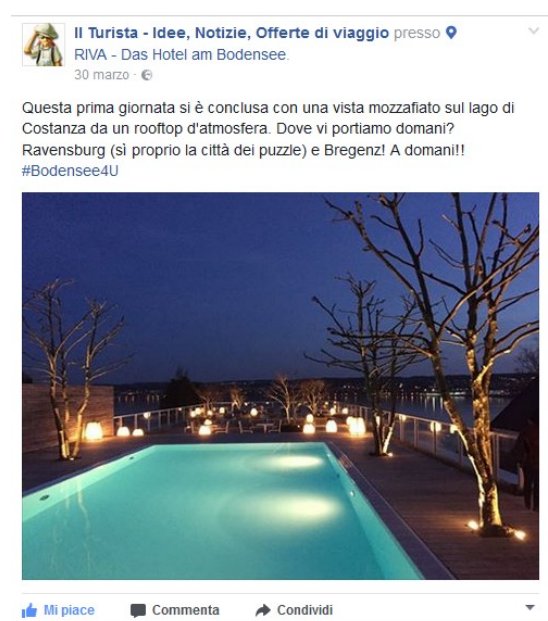 Il Turista - Idee, Notizie, Offerte di viaggio presso
RIVA - Das Hotel am Bodensee.
30 marzo ·
Questa prima giornata si è conclusa con una vista mozzafiato sul lago di
Costanza da un rooftop d'atmosfera. Dove vi portiamo domani?
Ravensburg (sì proprio la città dei puzzle) e Bregenz! A domani!!
#Bodensee4U
Mi piace Commenta Condividi